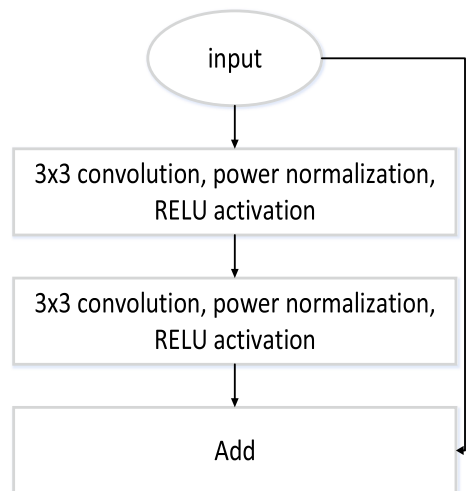 input
3x3 convolution, power normalization,
RELU activation
3x3 convolution, power normalization,
RELU activation
Add